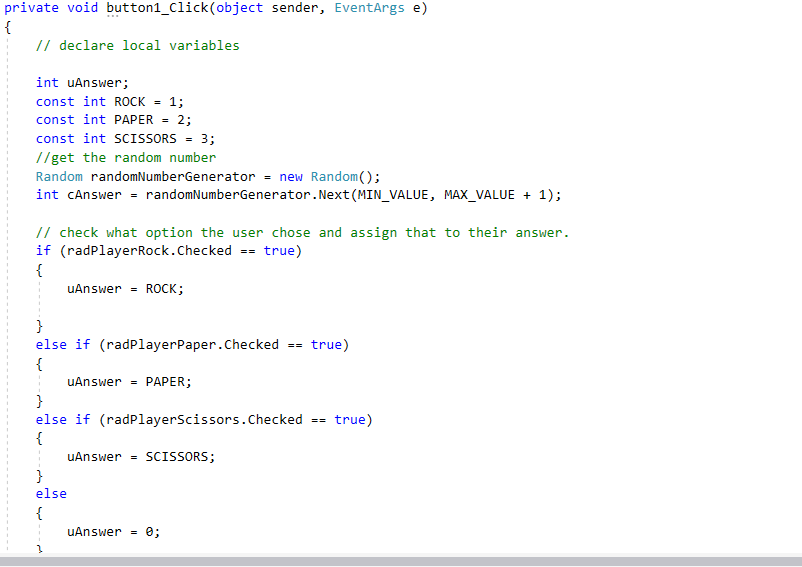 private void button1_Click(object sender, EventArgs e)
{
// declare local variables
int uAnswer;
const int ROCK = 1;
const int PAPER = 2;
const int SCISSORS = 3;
//get the random number
Random randomNumberGenerator = new Random();
int cAnswer = randomNumberGenerator.Next(MIN_VALUE, MAX_VALUE + 1);
// check what option the user chose and assign that to their answer.
if (radPlayerRock.Checked == true)
{
uAnswer = ROCK;
}
else if (radPlayerPaper.Checked == true)
{
uAnswer = PAPER;
}
else if (radPlayerScissors.Checked == true)
{
uAnswer = SCISSORS;
}
else
{
uAnswer = 0;
}